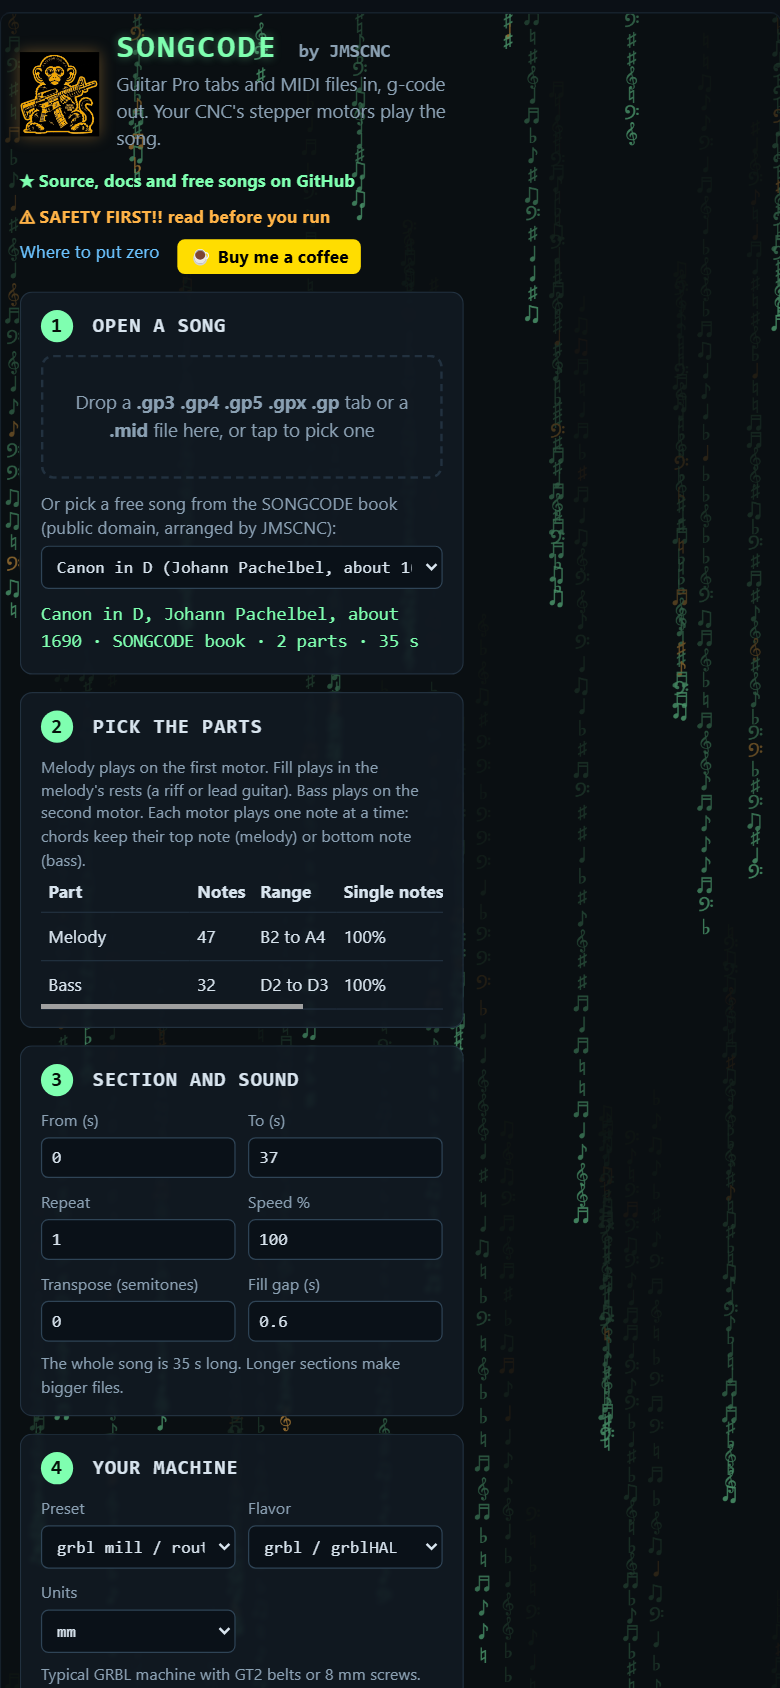 SONGCODE by JMSCNC
Guitar Pro tabs and MIDI files in, g-code
out. Your CNC's stepper motors play the
song.
★ Source, docs and free songs on GitHub
⚠ SAFETY FIRST!! read before you run
Where to put zero
☕ Buy me a coffee
1 OPEN A SONG
Drop a .gp3 .gp4 .gp5 .gpx .gp tab or a
.mid file here, or tap to pick one
Or pick a free song from the SONGCODE book
(public domain, arranged by JMSCNC):
Canon in D (Johann Pachelbel, about 1
Canon in D, Johann Pachelbel, about
1690 · SONGCODE book · 2 parts · 35 s
2 PICK THE PARTS
Melody plays on the first motor. Fill plays in the
melody's rests (a riff or lead guitar). Bass plays on the
second motor. Each motor plays one note at a time:
chords keep their top note (melody) or bottom note
(bass).
Part Notes Range Single notes
Melody 47 B2 to A4 100%
Bass 32 D2 to D3 100%
3 SECTION AND SOUND
From (s) To (s)
0 37
Repeat Speed %
1 100
Transpose (semitones) Fill gap (s)
0 0.6
The whole song is 35 s long. Longer sections make
bigger files.
4 YOUR MACHINE
Preset Flavor
grbl mill / rout grbl / grblHAL
Units
mm
Typical GRBL machine with GT2 belts or 8 mm screws.